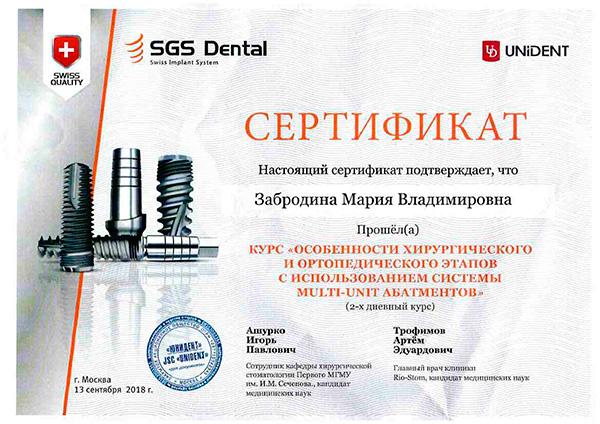 SWISS
QUALITY
SGS Dental
Swiss Implant System
UD UNiDENT
СЕРТИФИКАТ
Настоящий сертификат подтверждает, что
Забродина Мария Владимировна
Прошёл(а)
КУРС «ОСОБЕННОСТИ ХИРУРГИЧЕСКОГО
И ОРТОПЕДИЧЕСКОГО ЭТАПОВ
С ИСПОЛЬЗОВАНИЕМ СИСТЕМЫ
MULTI-UNIT АБАТМЕНТОВ»
(2-х дневный курс)
Ашурко
Игорь
Павлович
Сотрудник кафедры хирургической
стоматологии Первого МГМУ
им. И.М. Сеченова, кандидат
медицинских наук
Трофимов
Артём
Эдуардович
Главный врач клиники
Rio-Stom, кандидат медицинских наук
«ЮНИДЕНТ»
JSC «UNIDENT»
г. Москва
13 сентября 2018 г.